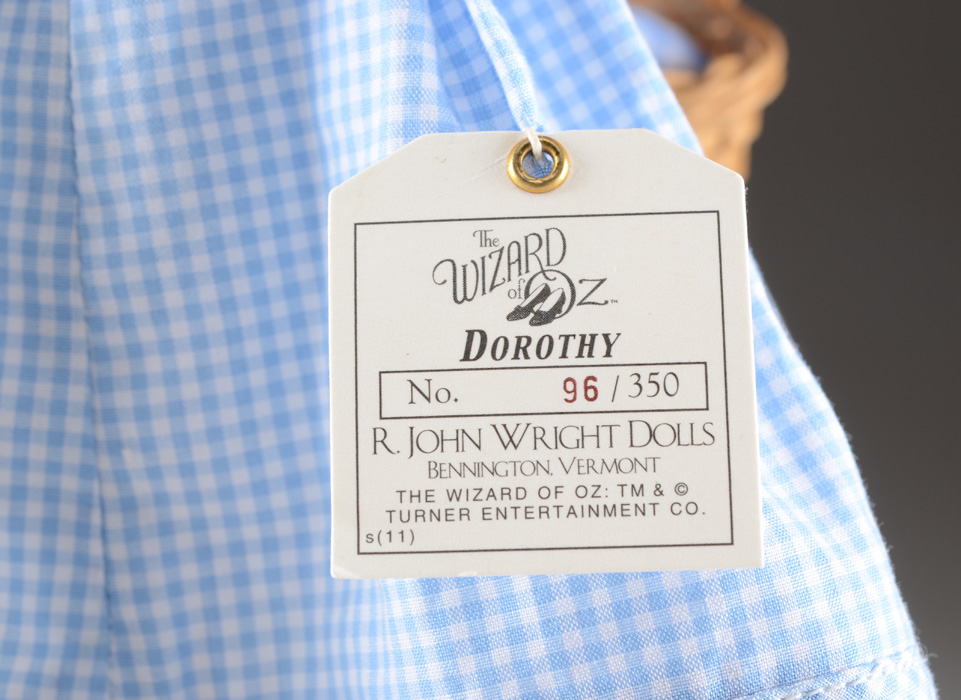 The
WIZARD
of OZ™
DOROTHY
No. 96 / 350
R. JOHN WRIGHT DOLLS
BENNINGTON, VERMONT
THE WIZARD OF OZ: TM & ©
TURNER ENTERTAINMENT CO.
s(11)